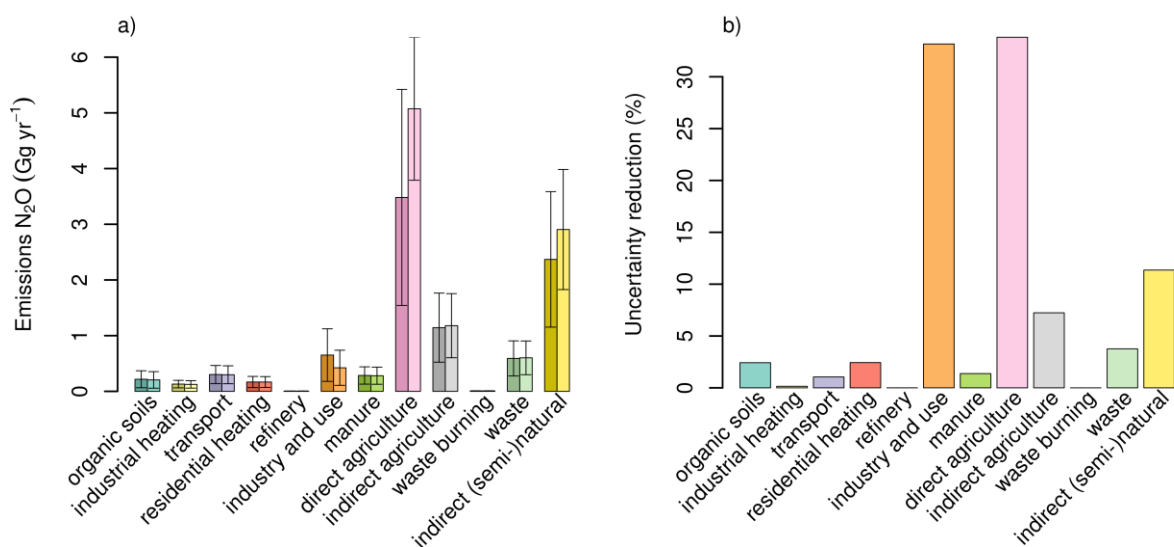 a)
Emissions N₂O (Gg yr⁻¹)
6
5
4
3
2
1
0
organic soils
industrial heating
transport
residential heating
refinery
industry and use
manure
direct agriculture
indirect agriculture
waste burning
waste
indirect (semi-)natural
b)
Uncertainty reduction (%)
30
25
20
15
10
5
0
organic soils
industrial heating
transport
residential heating
refinery
industry and use
manure
direct agriculture
indirect agriculture
waste burning
waste
indirect (semi-)natural